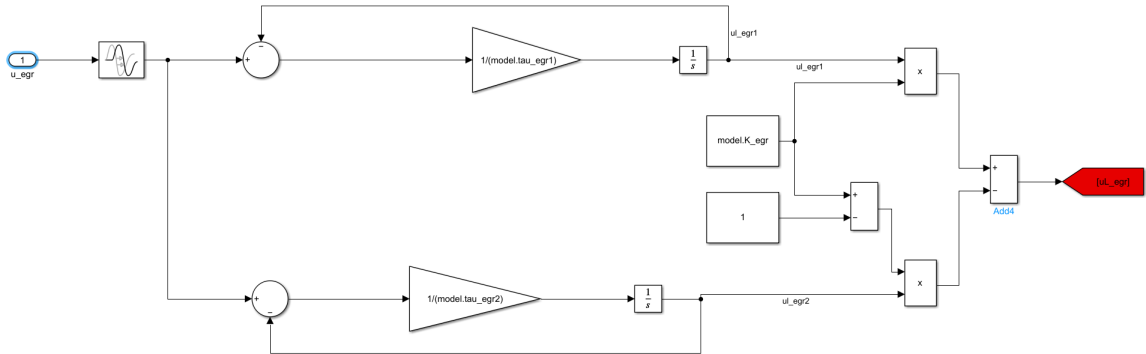 ul_egr1
1
u_egr
+
−
1/(model.tau_egr1)
1
s
ul_egr1
x
model.K_egr
1
+
−
+
−
Add4
[uL_egr]
+
−
1/(model.tau_egr2)
1
s
ul_egr2
x